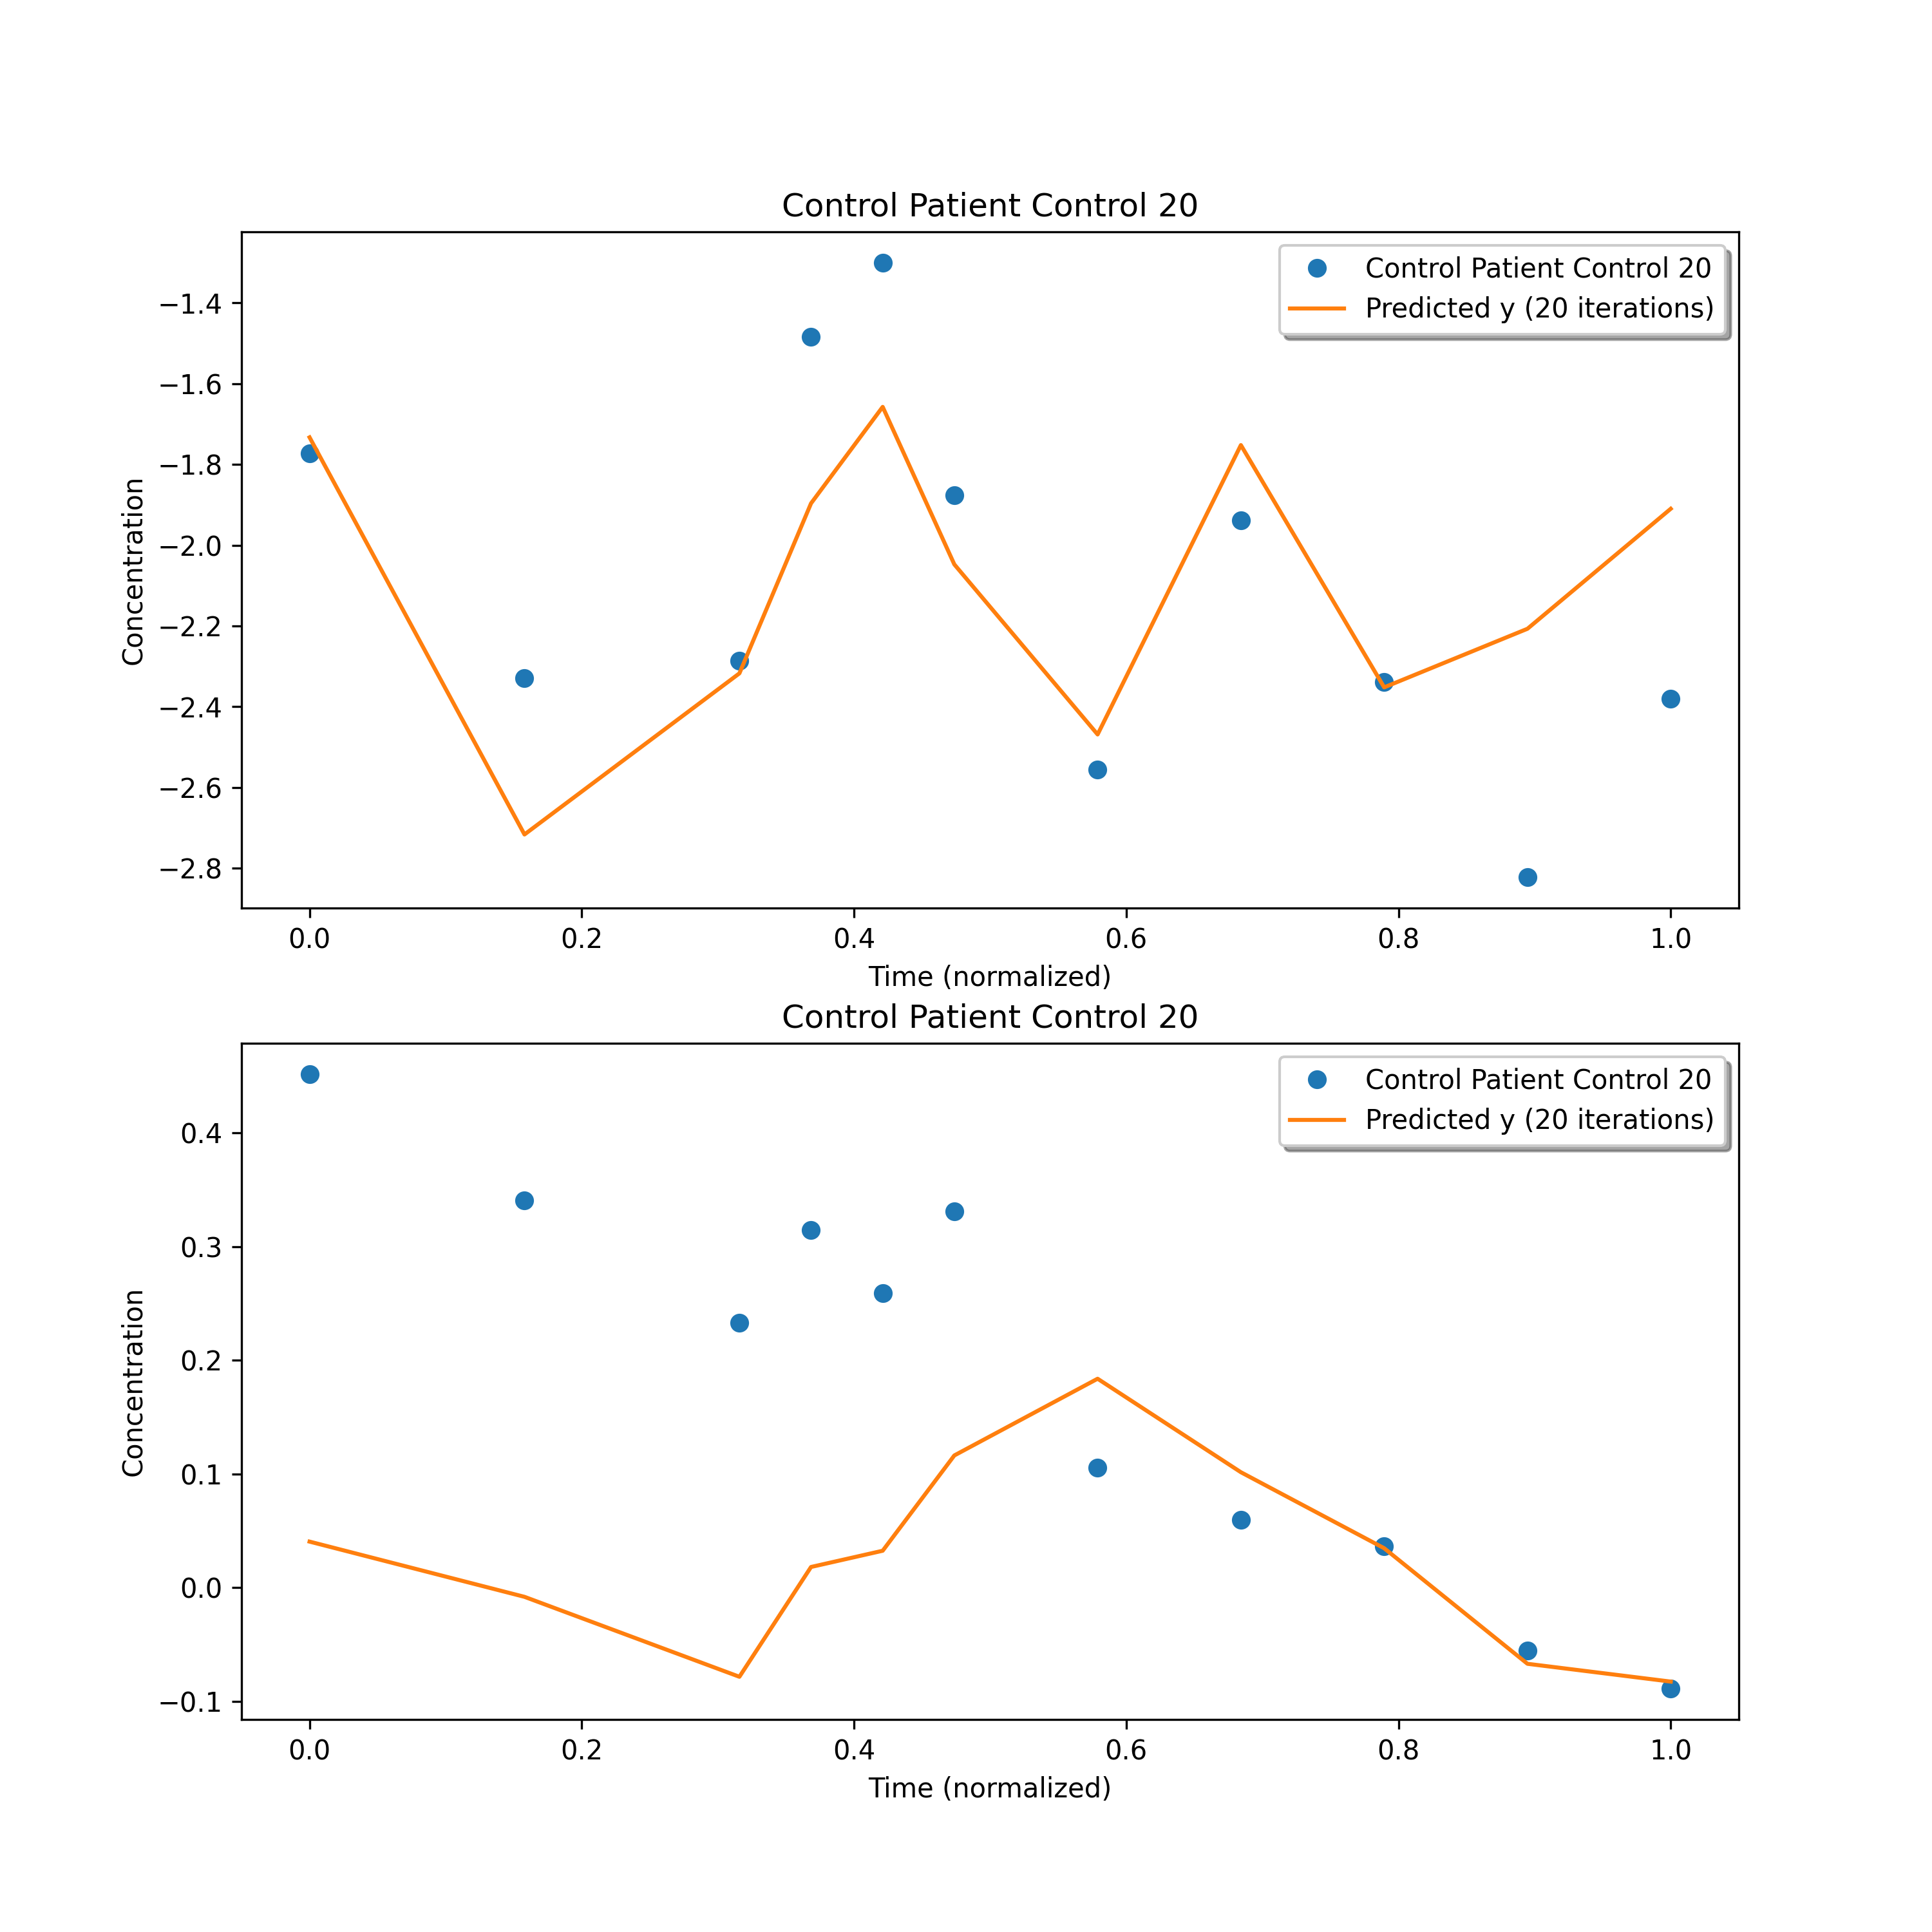 Control Patient Control 20
Control Patient Control 20
Predicted y (20 iterations)
−1.4
−1.6
−1.8
−2.0
−2.2
−2.4
−2.6
−2.8
Concentration
0.0 0.2 0.4 0.6 0.8 1.0
Time (normalized)
Control Patient Control 20
Control Patient Control 20
Predicted y (20 iterations)
0.4
0.3
0.2
0.1
0.0
−0.1
Concentration
0.0 0.2 0.4 0.6 0.8 1.0
Time (normalized)